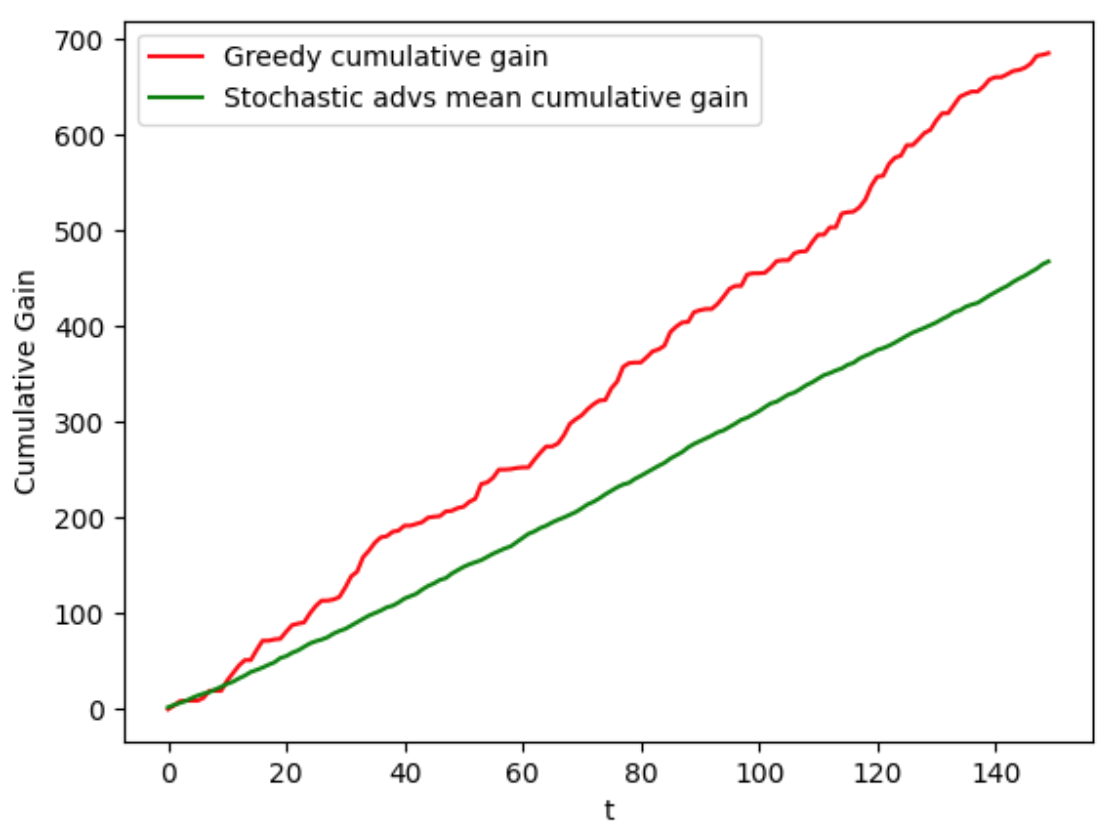 700
600
500
400
300
200
100
0
Cumulative Gain
Greedy cumulative gain
Stochastic advs mean cumulative gain
0 20 40 60 80 100 120 140
t